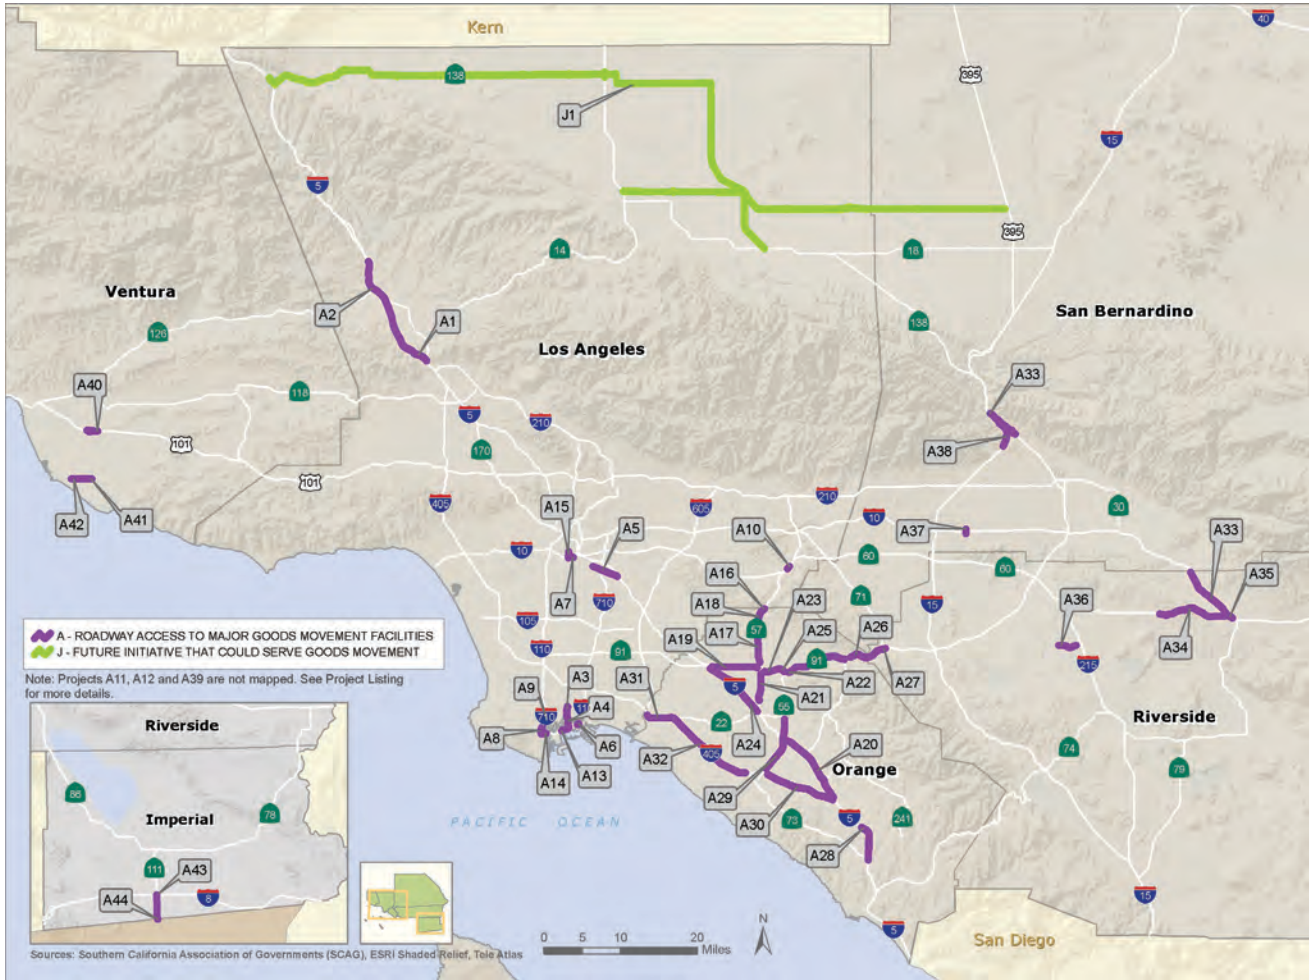 Kern
40
138
395
J1
15
5
14
395
18
Ventura
A2
A1
126
138
San Bernardino
Los Angeles
A40
118
A33
5
210
101
170
A38
101
405
210
A42
A41
A15
A5
605
10
A37
30
A10
10
60
A33
A16
60
A35
A7
710
A23
71
15
A36
A18
A25
105
57
A26
A34
A19
A17
91
110
91
215
A31
A3
5
A22
A27
A9
A21
A4
55
Riverside
A8
710
11
22
A24
A20
74
A6
A32
405
Orange
79
A14
A13
A29
A30
73
5
241
A28
PACIFIC OCEAN
15
5
San Diego
A - ROADWAY ACCESS TO MAJOR GOODS MOVEMENT FACILITIES
J - FUTURE INITIATIVE THAT COULD SERVE GOODS MOVEMENT
Note: Projects A11, A12 and A39 are not mapped. See Project Listing
for more details.
Riverside
86
78
Imperial
111
A43
A44
8
N
0 5 10 20
Miles
Sources: Southern California Association of Governments (SCAG), ESRI Shaded Relief, Tele Atlas